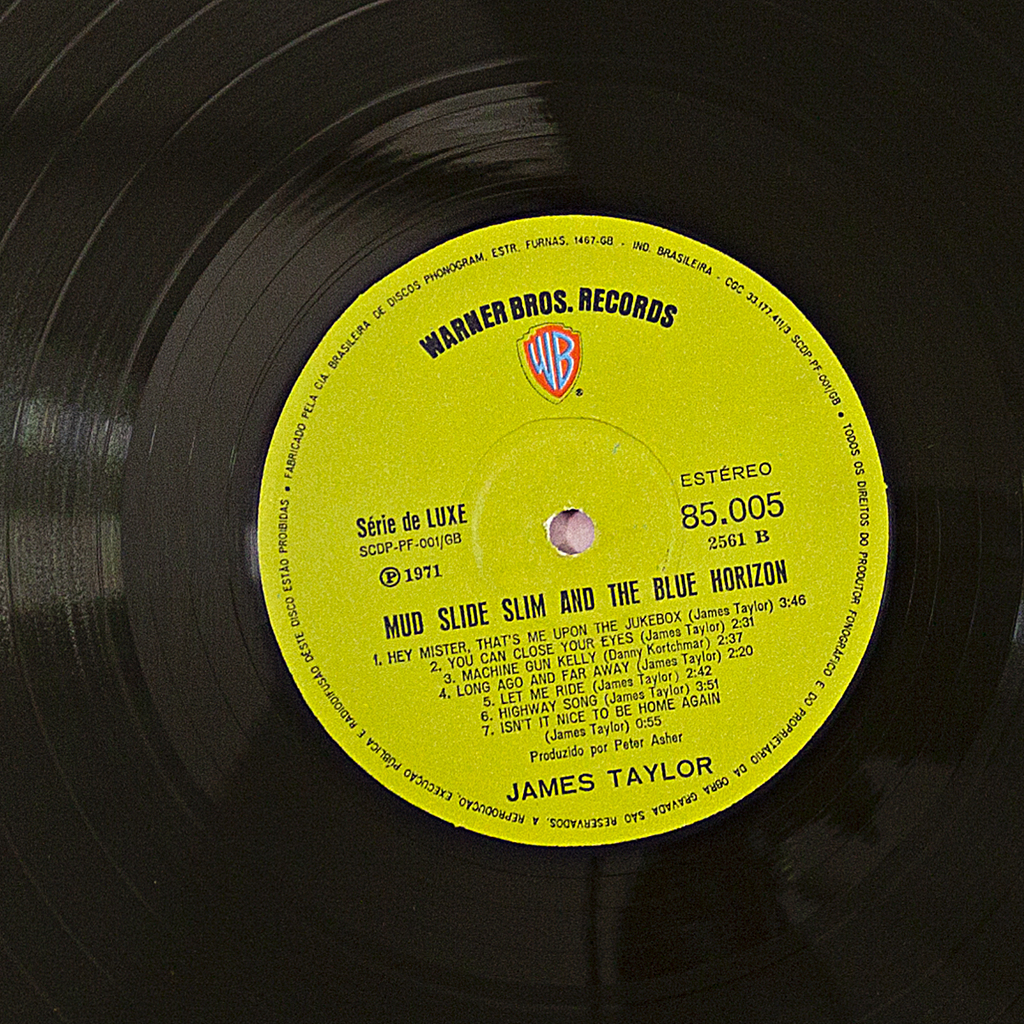 FABRICADO PELA CIA. BRASILEIRA DE DISCOS PHONOGRAM, ESTR. FURNAS, 1467-GB - IND. BRASILEIRA - CGC 33.177.411/3 SCDP-PF-001/GB • TODOS OS DIREITOS DO PRODUTOR FONOGRÁFICO E DO PROPRIETÁRIO DA OBRA GRAVADA SÃO RESERVADOS. A REPRODUÇÃO, EXECUÇÃO PÚBLICA E RADIODIFUSÃO DESTE DISCO ESTÃO PROIBIDAS •
WARNER BROS. RECORDS
WB
®
ESTÉREO
Série de LUXE
85.005
SCDP-PF-001/GB
2561 B
Ⓟ 1971
MUD SLIDE SLIM AND THE BLUE HORIZON
1. HEY MISTER, THAT'S ME UPON THE JUKEBOX (James Taylor) 3:46
2. YOU CAN CLOSE YOUR EYES (James Taylor) 2:31
3. MACHINE GUN KELLY (Danny Kortchmar) 2:37
4. LONG AGO AND FAR AWAY (James Taylor) 2:20
5. LET ME RIDE (James Taylor) 2:42
6. HIGHWAY SONG (James Taylor) 3:51
7. ISN'T IT NICE TO BE HOME AGAIN
(James Taylor) 0:55
Produzido por Peter Asher
JAMES TAYLOR